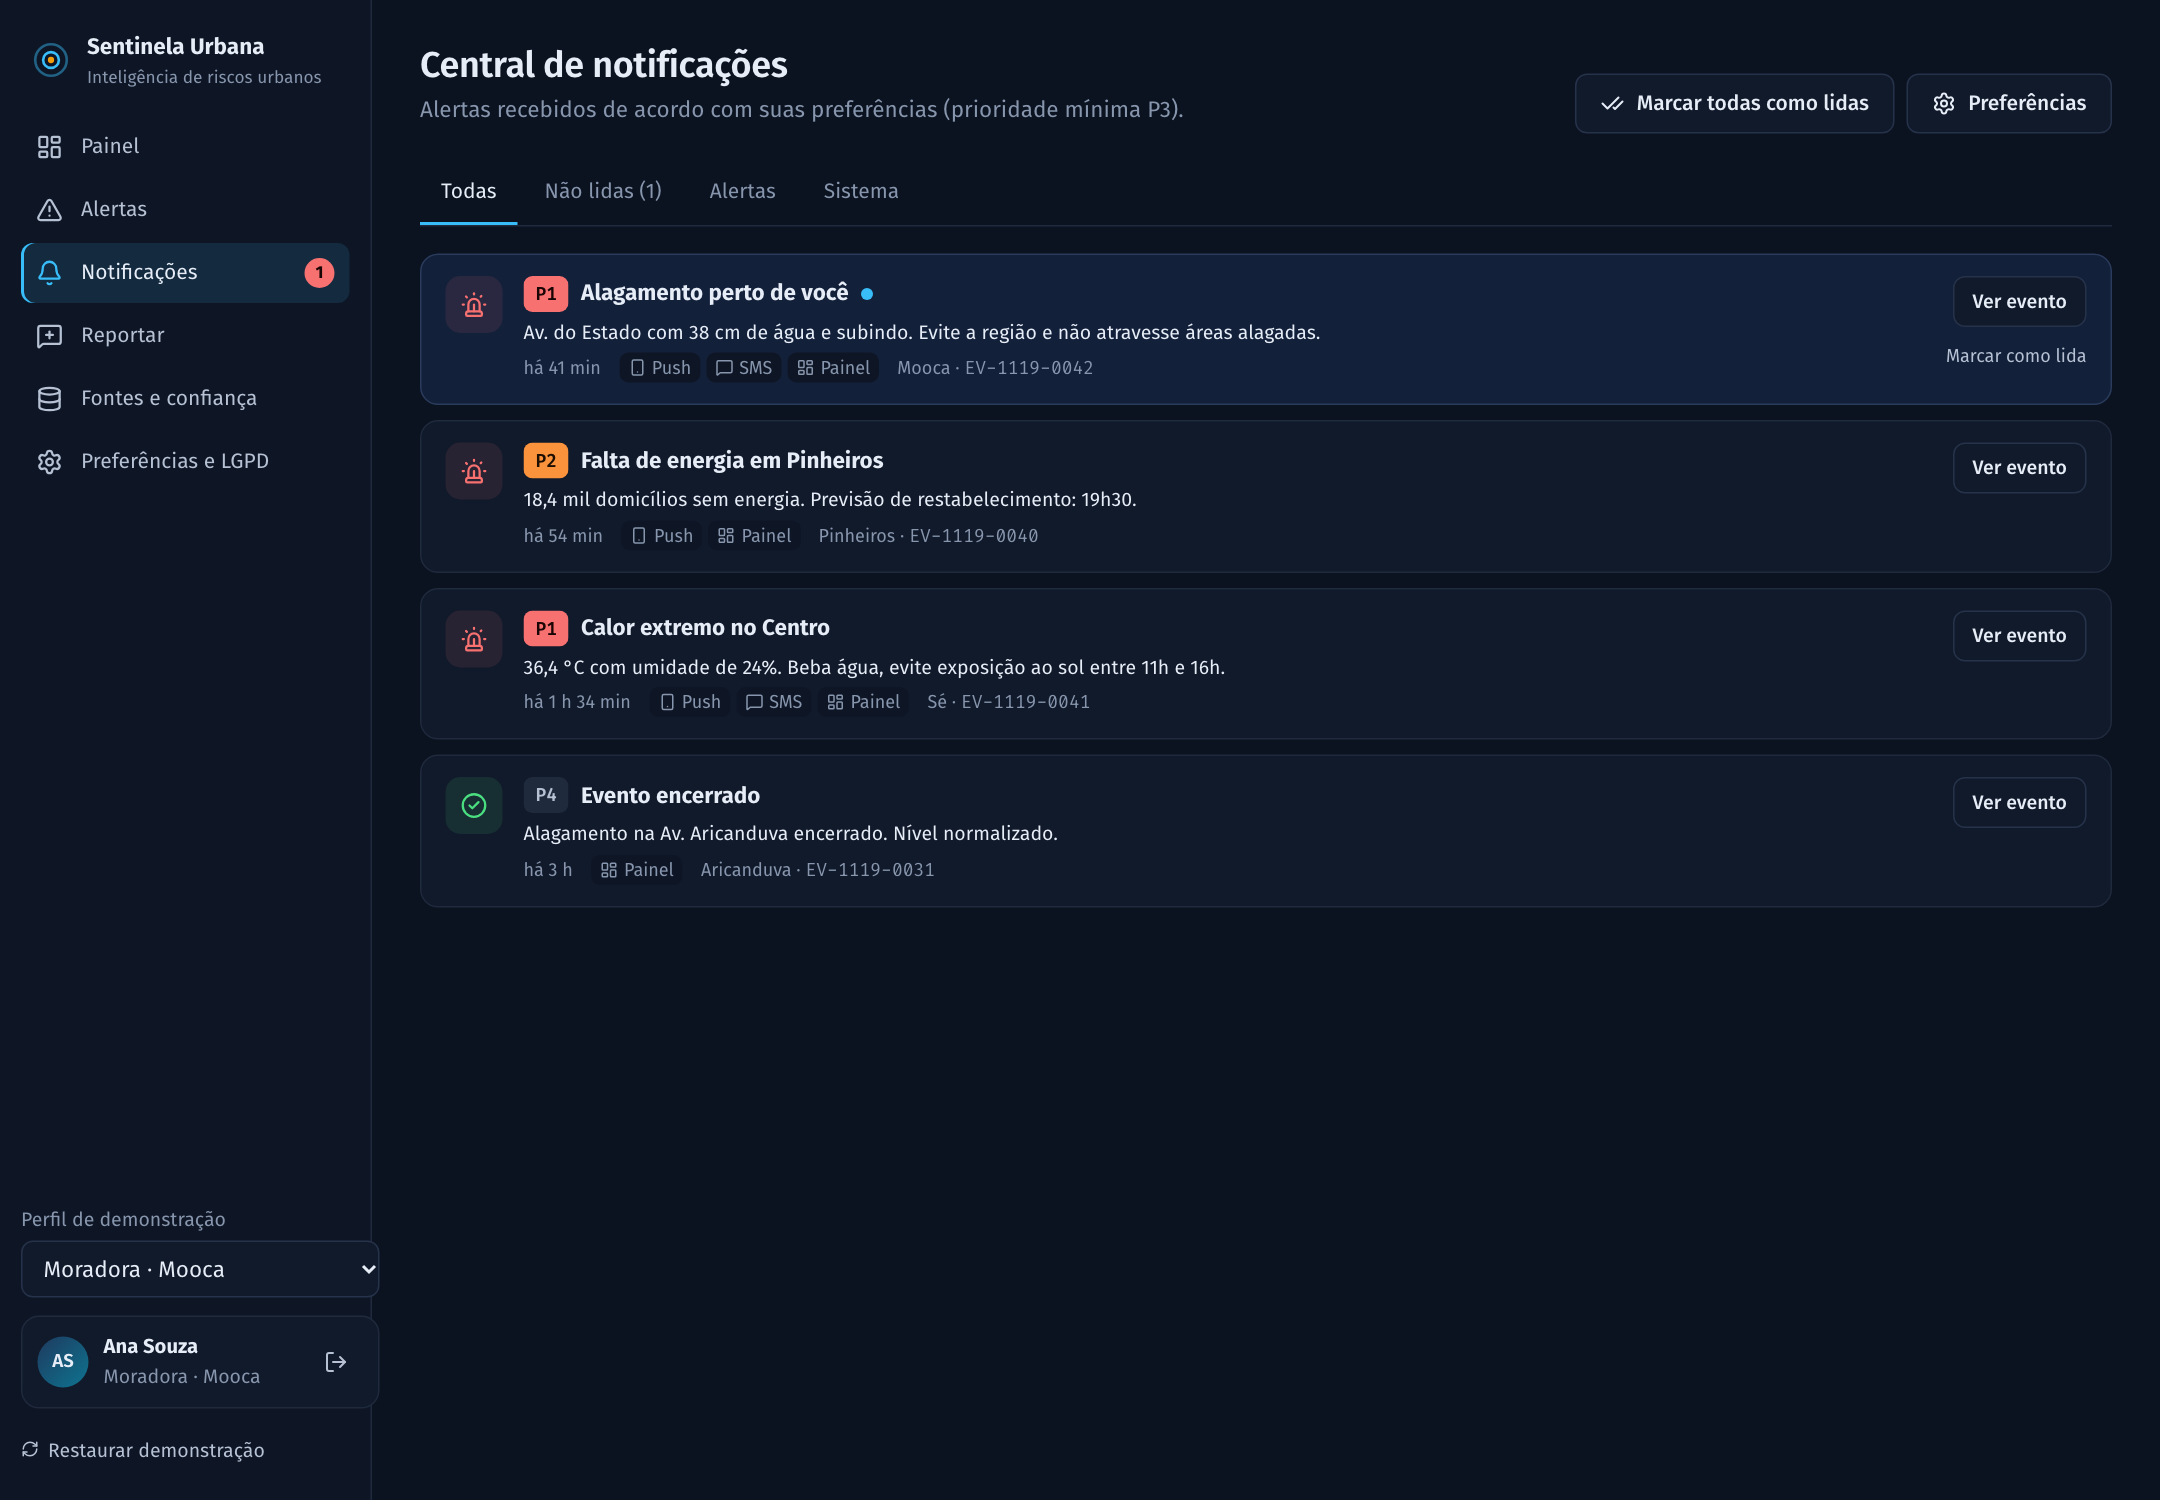 Sentinela Urbana
Inteligência de riscos urbanos
Painel
Alertas
Notificações 1
Reportar
Fontes e confiança
Preferências e LGPD
Perfil de demonstração
Moradora · Mooca
AS
Ana Souza
Moradora · Mooca
Restaurar demonstração
Central de notificações
Alertas recebidos de acordo com suas preferências (prioridade mínima P3).
Marcar todas como lidas
Preferências
Todas Não lidas (1) Alertas Sistema
P1 Alagamento perto de você
Av. do Estado com 38 cm de água e subindo. Evite a região e não atravesse áreas alagadas.
há 41 min Push SMS Painel Mooca · EV-1119-0042
Ver evento
Marcar como lida
P2 Falta de energia em Pinheiros
18,4 mil domicílios sem energia. Previsão de restabelecimento: 19h30.
há 54 min Push Painel Pinheiros · EV-1119-0040
Ver evento
P1 Calor extremo no Centro
36,4 °C com umidade de 24%. Beba água, evite exposição ao sol entre 11h e 16h.
há 1 h 34 min Push SMS Painel Sé · EV-1119-0041
Ver evento
P4 Evento encerrado
Alagamento na Av. Aricanduva encerrado. Nível normalizado.
há 3 h Painel Aricanduva · EV-1119-0031
Ver evento